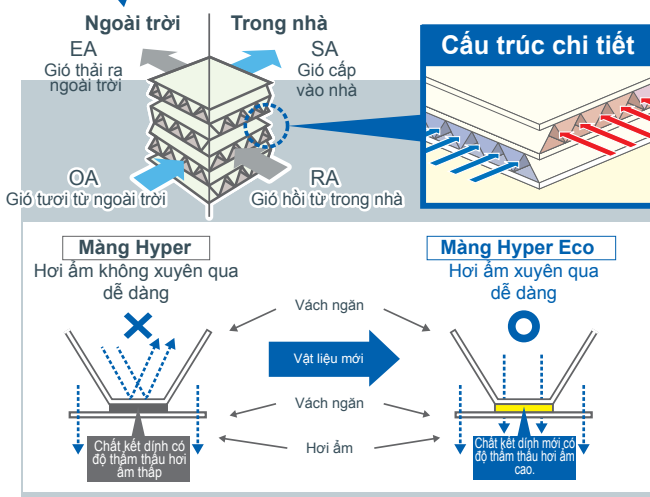 Ngoài trời
Trong nhà
EA
Gió thải ra
ngoài trời
SA
Gió cấp
vào nhà
Cấu trúc chi tiết
OA
Gió tươi từ ngoài trời
RA
Gió hồi từ trong nhà
Màng Hyper
Hơi ẩm không xuyên qua
dễ dàng
Màng Hyper Eco
Hơi ẩm xuyên qua
dễ dàng
Vách ngăn
Vật liệu mới
Vách ngăn
Hơi ẩm
Chất kết dính có
độ thẩm thấu hơi
ẩm thấp
Chất kết dính mới có
độ thẩm thấu hơi ẩm
cao.